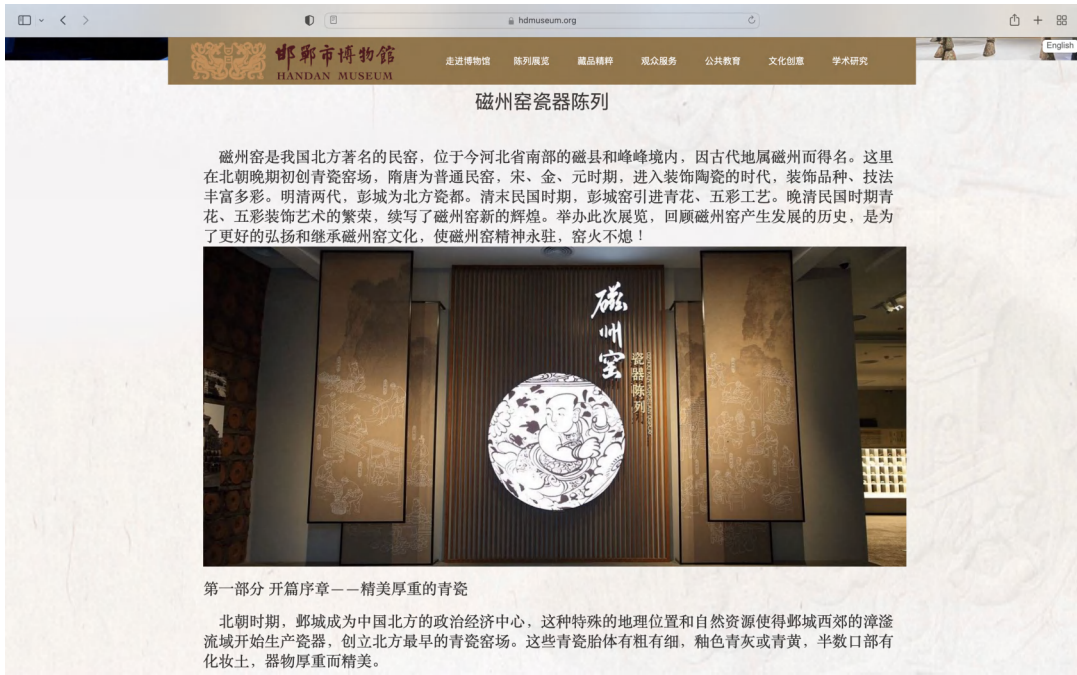 hdmuseum.org
English
邯郸市博物馆
HANDAN MUSEUM
走进博物馆 陈列展览 藏品精粹 观众服务 公共教育 文化创意 学术研究
磁州窑瓷器陈列
磁州窑是我国北方著名的民窑，位于今河北省南部的磁县和峰峰境内，因古代地属磁州而得名。这里
在北朝晚期初创青瓷窑场，隋唐为普通民窑，宋、金、元时期，进入装饰陶瓷的时代，装饰品种、技法
丰富多彩。明清两代，彭城为北方瓷都。清末民国时期，彭城窑引进青花、五彩工艺。晚清民国时期青
花、五彩装饰艺术的繁荣，续写了磁州窑新的辉煌。举办此次展览，回顾磁州窑产生发展的历史，是为
了更好的弘扬和继承磁州窑文化，使磁州窑精神永驻，窑火不熄！
磁州窑
瓷器陈列
第一部分 开篇序章——精美厚重的青瓷
北朝时期，邺城成为中国北方的政治经济中心，这种特殊的地理位置和自然资源使得邺城西郊的漳滏
流域开始生产瓷器，创立北方最早的青瓷窑场。这些青瓷胎体有粗有细，釉色青灰或青黄，半数口部有
化妆土，器物厚重而精美。